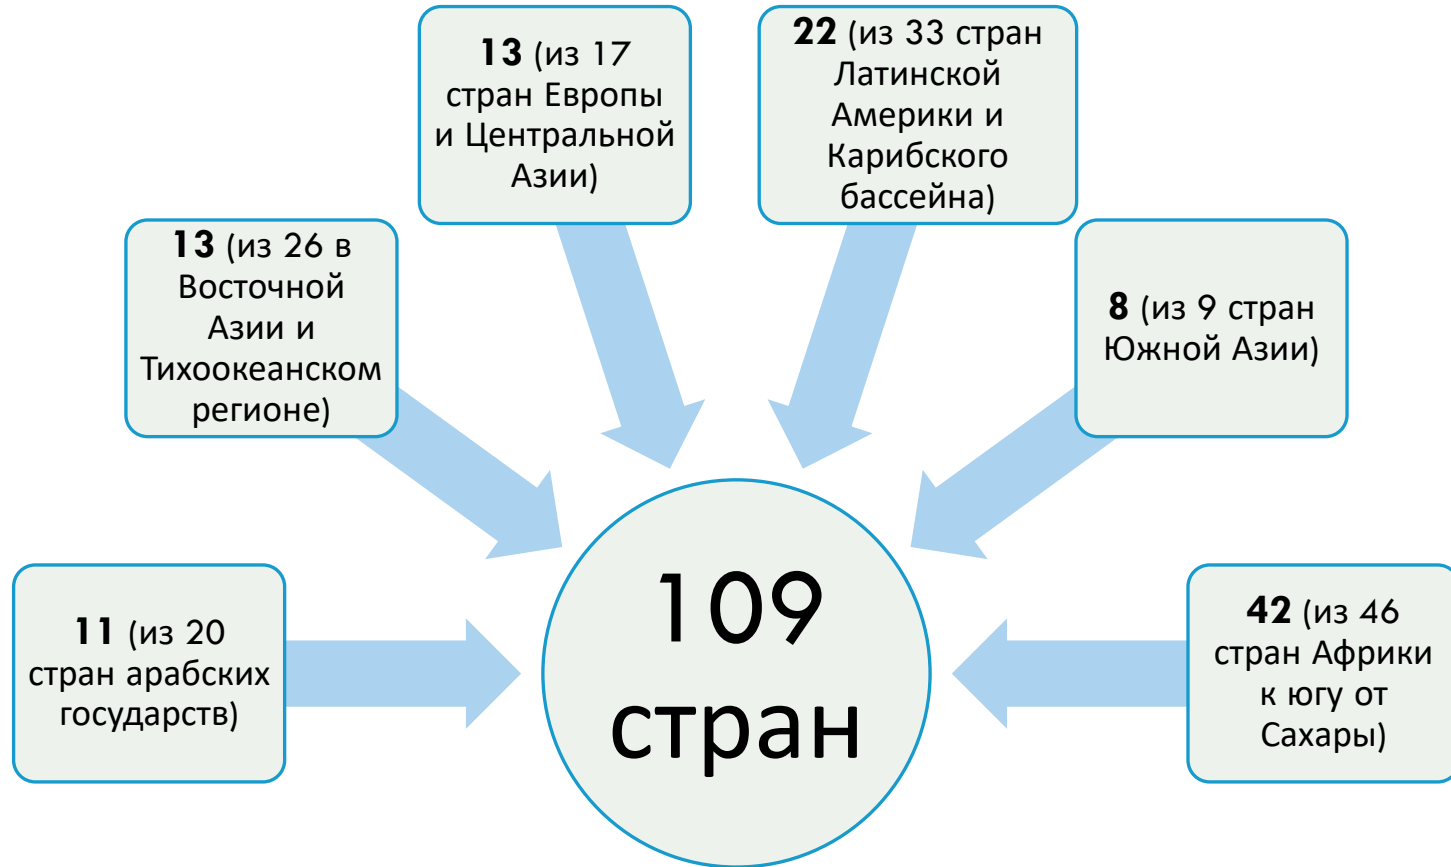 13 (из 17
стран Европы
и Центральной
Азии)
22 (из 33 стран
Латинской
Америки и
Карибского
бассейна)
13 (из 26 в
Восточной
Азии и
Тихоокеанском
регионе)
8 (из 9 стран
Южной Азии)
11 (из 20
стран арабских
государств)
109
стран
42 (из 46
стран Африки
к югу от
Сахары)